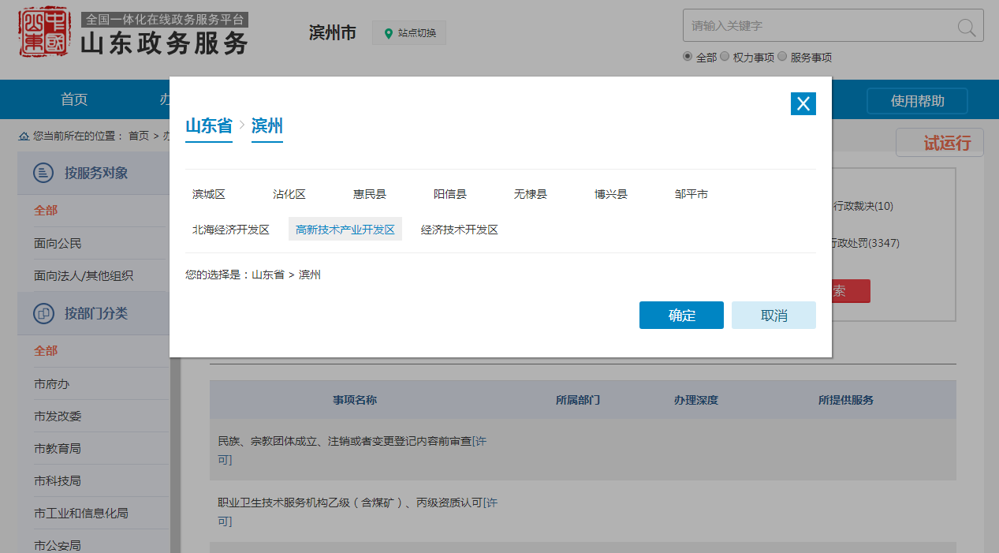 全国一体化在线政务服务平台
山东政务服务
滨州市
站点切换
请输入关键字
全部 权力事项 服务事项
首页
使用帮助
您当前所在的位置： 首页 >
试运行
山东省 > 滨州
X
滨城区 沾化区 惠民县 阳信县 无棣县 博兴县 邹平市
北海经济开发区 高新技术产业开发区 经济技术开发区
您的选择是：山东省 > 滨州
确定 取消
按服务对象
全部
面向公民
面向法人/其他组织
按部门分类
全部
市府办
市发改委
市教育局
市科技局
市工业和信息化局
市公安局
行政裁决(10)
行政处罚(3347)
索
事项名称 所属部门 办理深度 所提供服务
民族、宗教团体成立、注销或者变更登记内容前审查[许
可]
职业卫生技术服务机构乙级（含煤矿）、丙级资质认可[许
可]